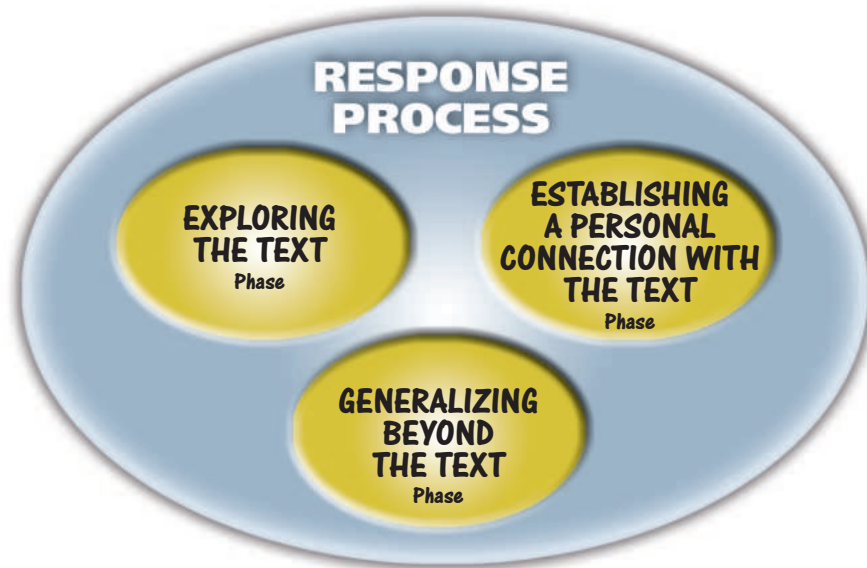 RESPONSE
PROCESS
EXPLORING
THE TEXT
Phase
ESTABLISHING
A PERSONAL
CONNECTION WITH
THE TEXT
Phase
GENERALIZING
BEYOND
THE TEXT
Phase